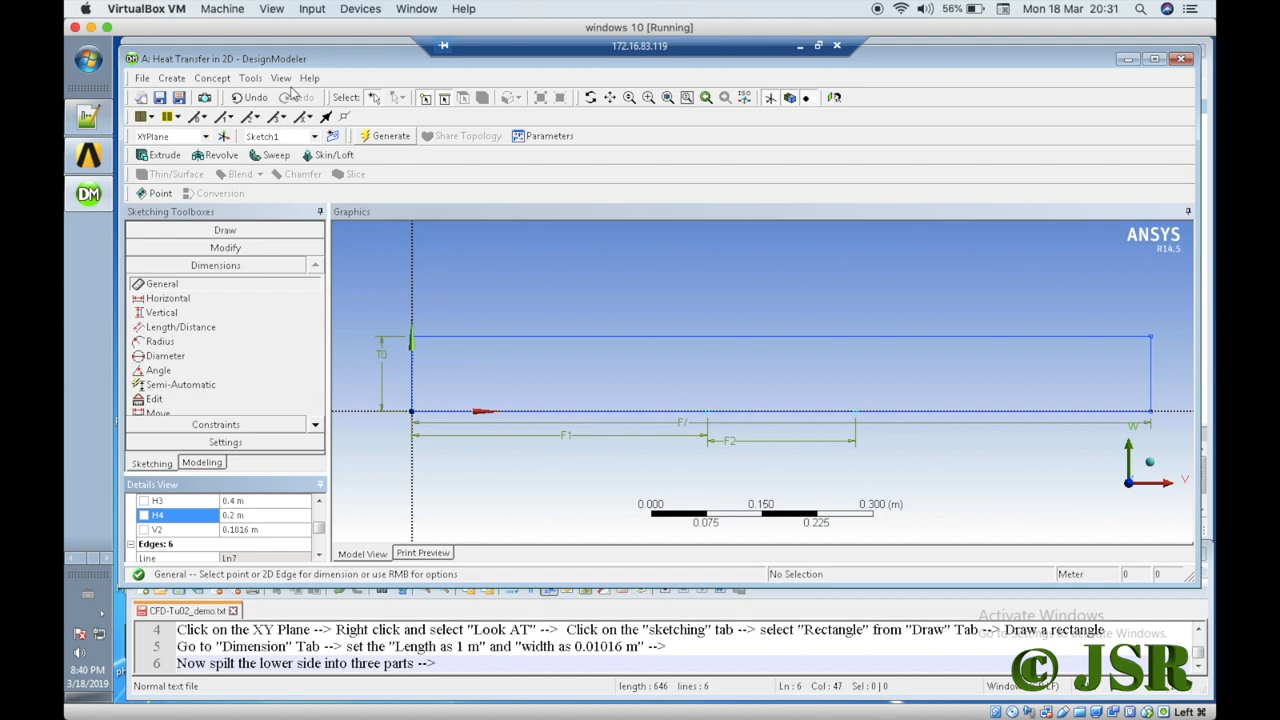 VirtualBox VM Machine View Input Devices Window Help 56% Mon 18 Mar 20:31
windows 10 [Running]
172.16.83.119
DM A: Heat Transfer in 2D - DesignModeler
File Create Concept Tools View Help
Undo Redo Select:
XYPlane Sketch1 Generate Share Topology Parameters
Extrude Revolve Sweep Skin/Loft
Thin/Surface Blend Chamfer Slice
Point Conversion
Sketching Toolboxes
Draw
Modify
Dimensions
General
Horizontal
Vertical
Length/Distance
Radius
Diameter
Angle
Semi-Automatic
Edit
Move
Constraints
Settings
Sketching Modeling
Details View
H3 0.4 m
H4 0.2 m
V2 0.1016 m
Edges: 6
Line Ln7
Graphics
ANSYS
R14.5
0.000 0.150 0.300 (m)
0.075 0.225
Model View Print Preview
General -- Select point or 2D Edge for dimension or use RMB for options No Selection Meter 0 0
CFD-Tu02_demo.txt
4 Click on the XY Plane --> Right click and select "Look AT" --> Click on the "sketching" tab --> select "Rectangle" from "Draw" Tab --> Draw a rectangle
5 Go to "Dimension" Tab --> set the "Length as 1 m" and "width as 0.01016 m" -->
6 Now spilt the lower side into three parts -->
Activate Windows
Normal text file length : 646 lines : 6 Ln : 6 Col : 47 Sel : 0 | 0
8:40 PM
3/18/2019
© JSR
Left ⌘